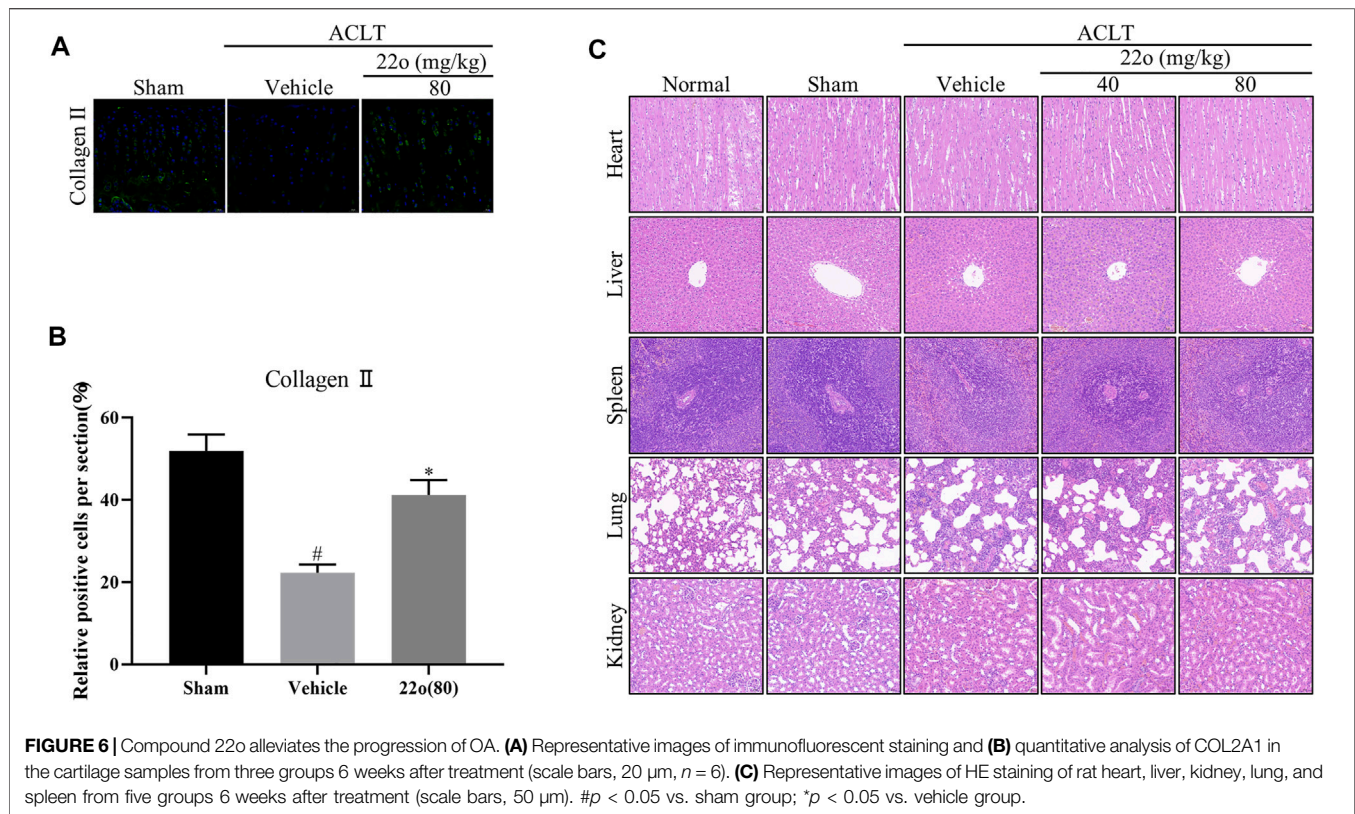 A
ACLT
22o (mg/kg)
Sham Vehicle 80
Collagen II
B
Collagen Ⅱ
Relative positive cells per section(%)
60
40
20
0
#
*
Sham Vehicle 22o(80)
C
ACLT
22o (mg/kg)
Normal Sham Vehicle 40 80
Heart
Liver
Spleen
Lung
Kidney
FIGURE 6 | Compound 22o alleviates the progression of OA. (A) Representative images of immunofluorescent staining and (B) quantitative analysis of COL2A1 in
the cartilage samples from three groups 6 weeks after treatment (scale bars, 20 µm, n = 6). (C) Representative images of HE staining of rat heart, liver, kidney, lung, and
spleen from five groups 6 weeks after treatment (scale bars, 50 µm). #p < 0.05 vs. sham group; *p < 0.05 vs. vehicle group.